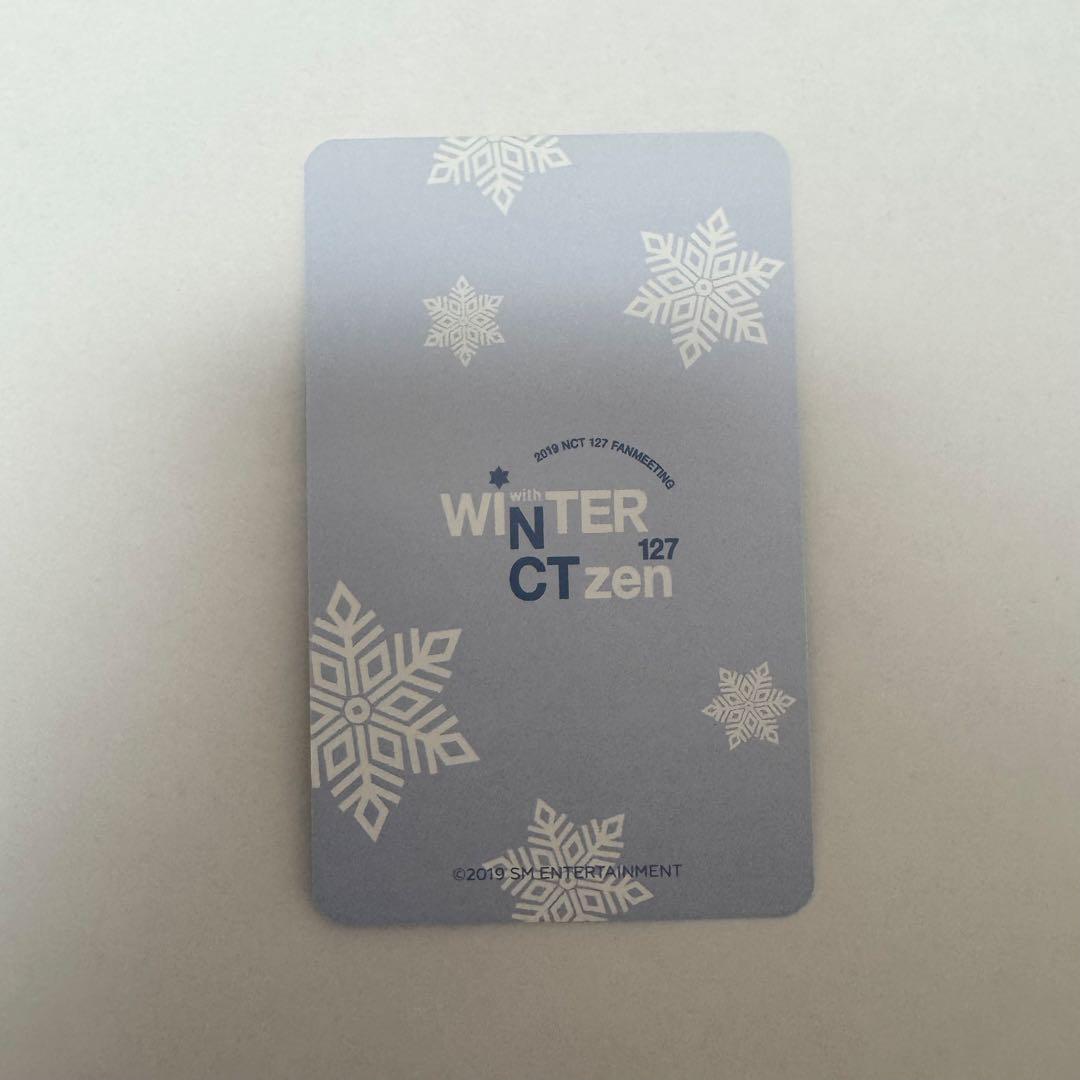 2019 NCT 127 FANMEETING
WiNTER
with
127
CTzen
©2019 SM ENTERTAINMENT